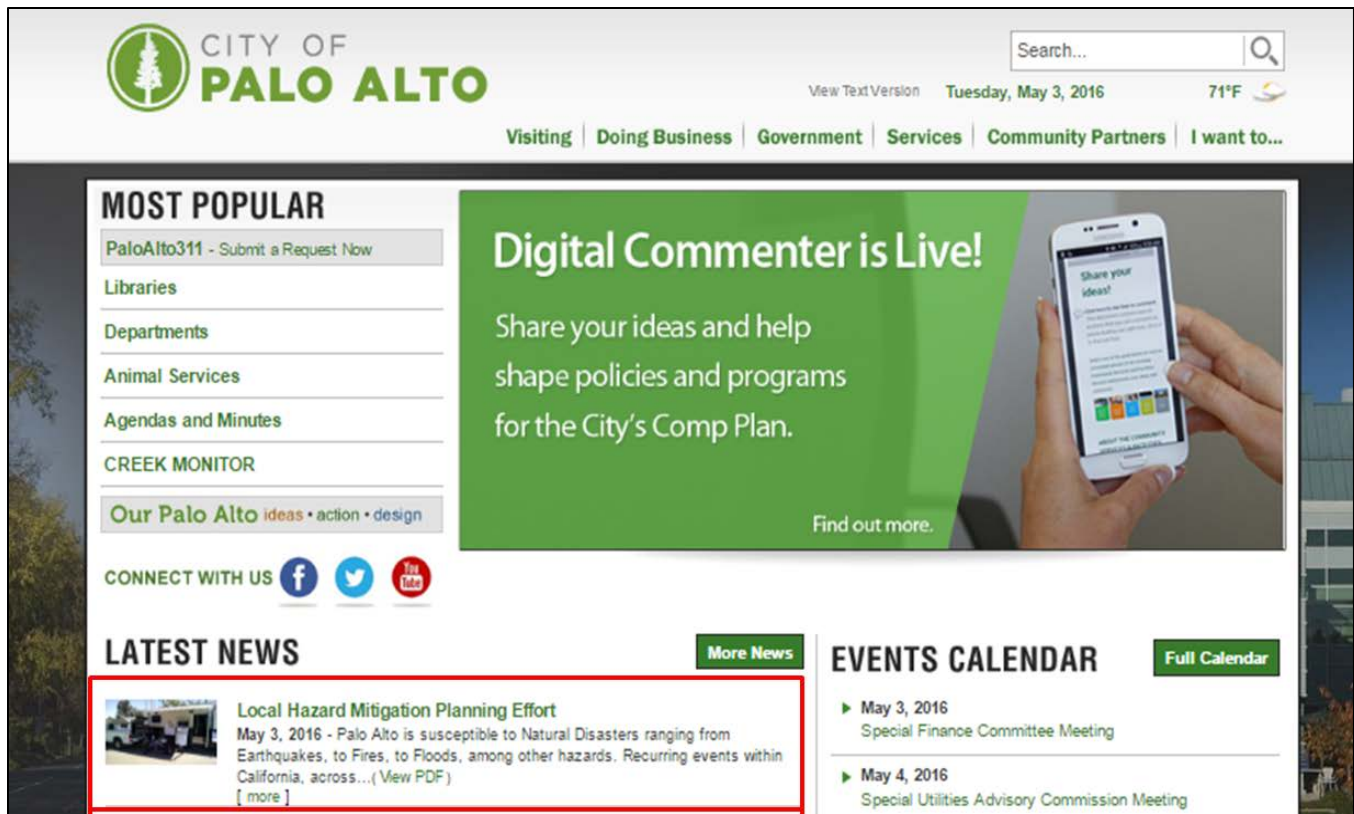 CITY OF
PALO ALTO
Search...
View Text Version Tuesday, May 3, 2016 71°F
Visiting Doing Business Government Services Community Partners I want to...
MOST POPULAR
PaloAlto311 - Submit a Request Now
Libraries
Departments
Animal Services
Agendas and Minutes
CREEK MONITOR
Our Palo Alto ideas • action • design
CONNECT WITH US f You Tube
Digital Commenter is Live!
Share your ideas and help
shape policies and programs
for the City's Comp Plan.
Find out more.
Share your
ideas!
LATEST NEWS
More News
Local Hazard Mitigation Planning Effort
May 3, 2016 - Palo Alto is susceptible to Natural Disasters ranging from
Earthquakes, to Fires, to Floods, among other hazards. Recurring events within
California, across...( View PDF )
[ more ]
EVENTS CALENDAR
Full Calendar
May 3, 2016
Special Finance Committee Meeting
May 4, 2016
Special Utilities Advisory Commission Meeting